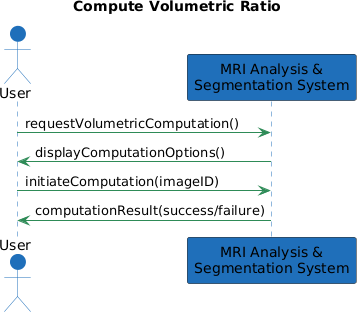 Compute Volumetric Ratio
User
MRI Analysis &
Segmentation System
requestVolumetricComputation()
displayComputationOptions()
initiateComputation(imageID)
computationResult(success/failure)
User
MRI Analysis &
Segmentation System